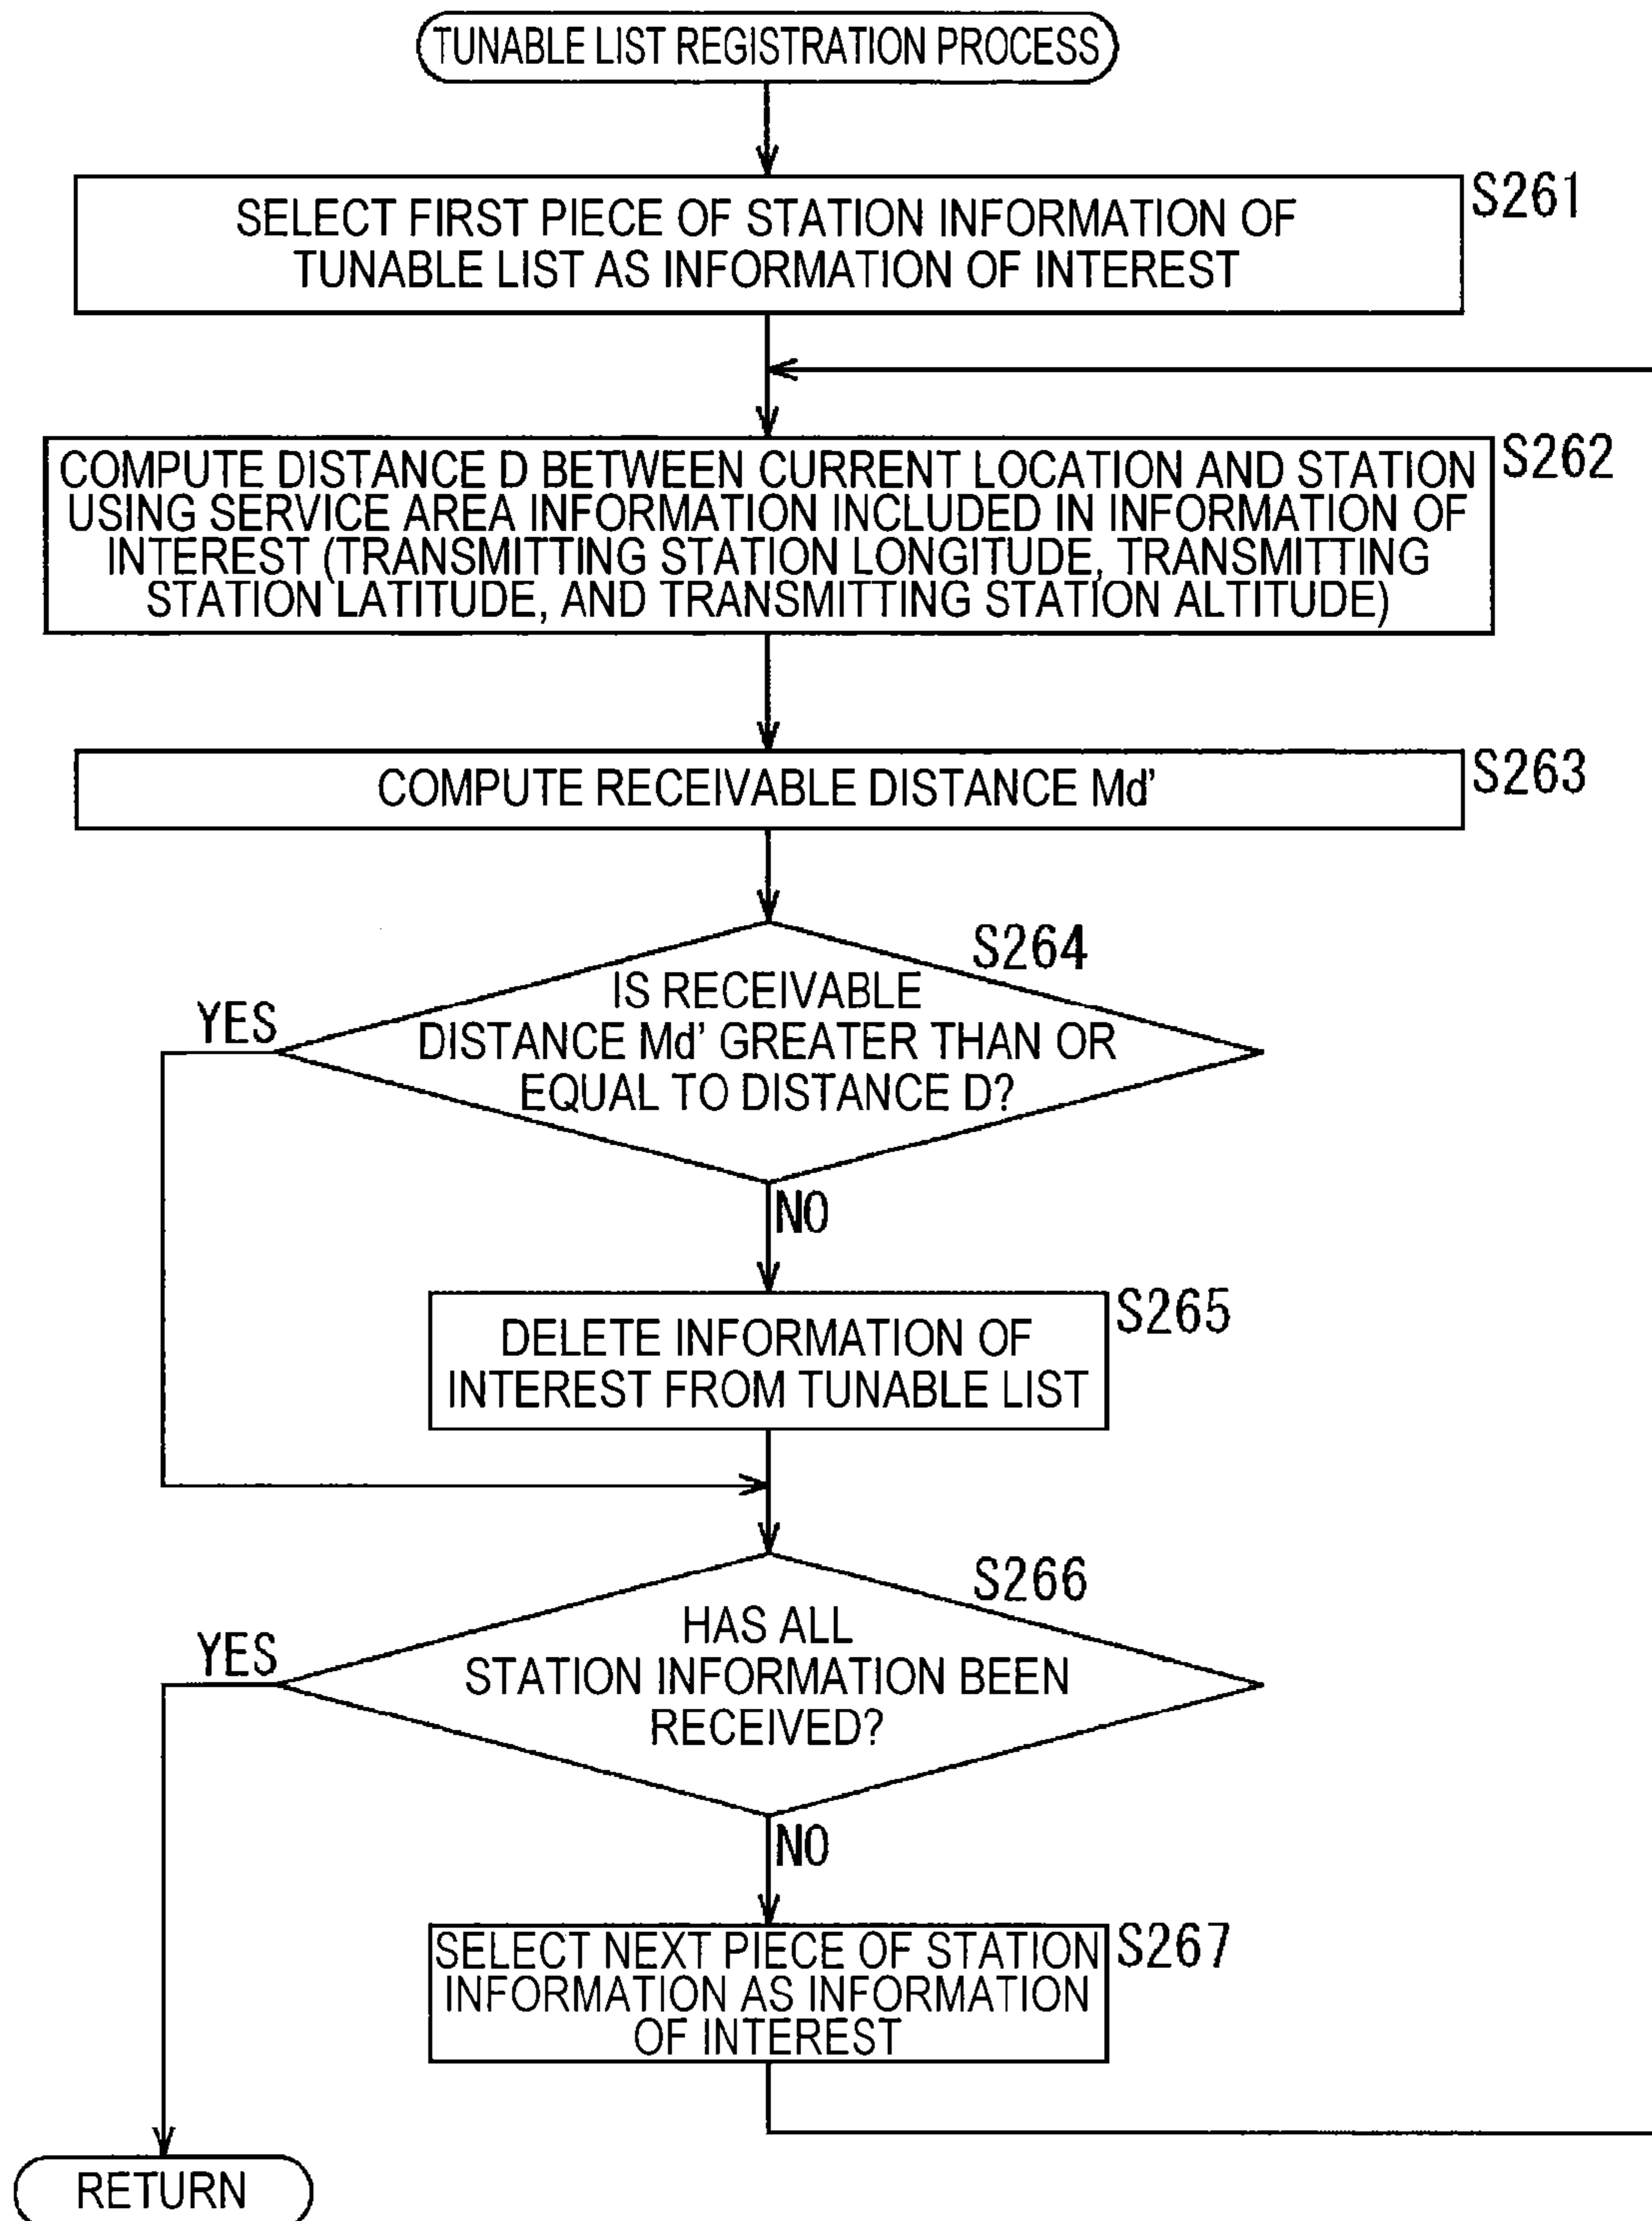 TUNABLE LIST REGISTRATION PROCESS
S261
SELECT FIRST PIECE OF STATION INFORMATION OF
TUNABLE LIST AS INFORMATION OF INTEREST
S262
COMPUTE DISTANCE D BETWEEN CURRENT LOCATION AND STATION
USING SERVICE AREA INFORMATION INCLUDED IN INFORMATION OF
INTEREST (TRANSMITTING STATION LONGITUDE, TRANSMITTING
STATION LATITUDE, AND TRANSMITTING STATION ALTITUDE)
S263
COMPUTE RECEIVABLE DISTANCE Md'
S264
IS RECEIVABLE
DISTANCE Md' GREATER THAN OR
EQUAL TO DISTANCE D?
YES
NO
S265
DELETE INFORMATION OF
INTEREST FROM TUNABLE LIST
S266
HAS ALL
STATION INFORMATION BEEN
RECEIVED?
YES
NO
S267
SELECT NEXT PIECE OF STATION
INFORMATION AS INFORMATION
OF INTEREST
RETURN